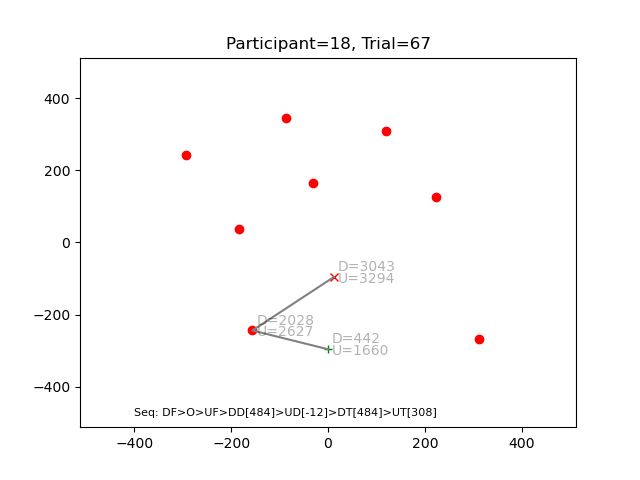 Participant=18, Trial=67
400
200
0
−200
−400
D=3043
U=3294
D=2028
U=2627
D=442
U=1660
Seq: DF>O>UF>DD[484]>UD[-12]>DT[484]>UT[308]
−400 −200 0 200 400